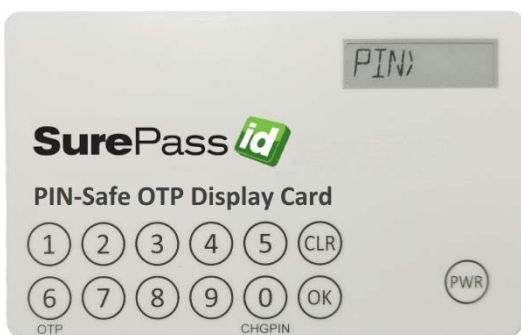 PIN>
SurePass id
PIN-Safe OTP Display Card
1 2 3 4 5 CLR
PWR
6 7 8 9 0 OK
OTP CHGPIN